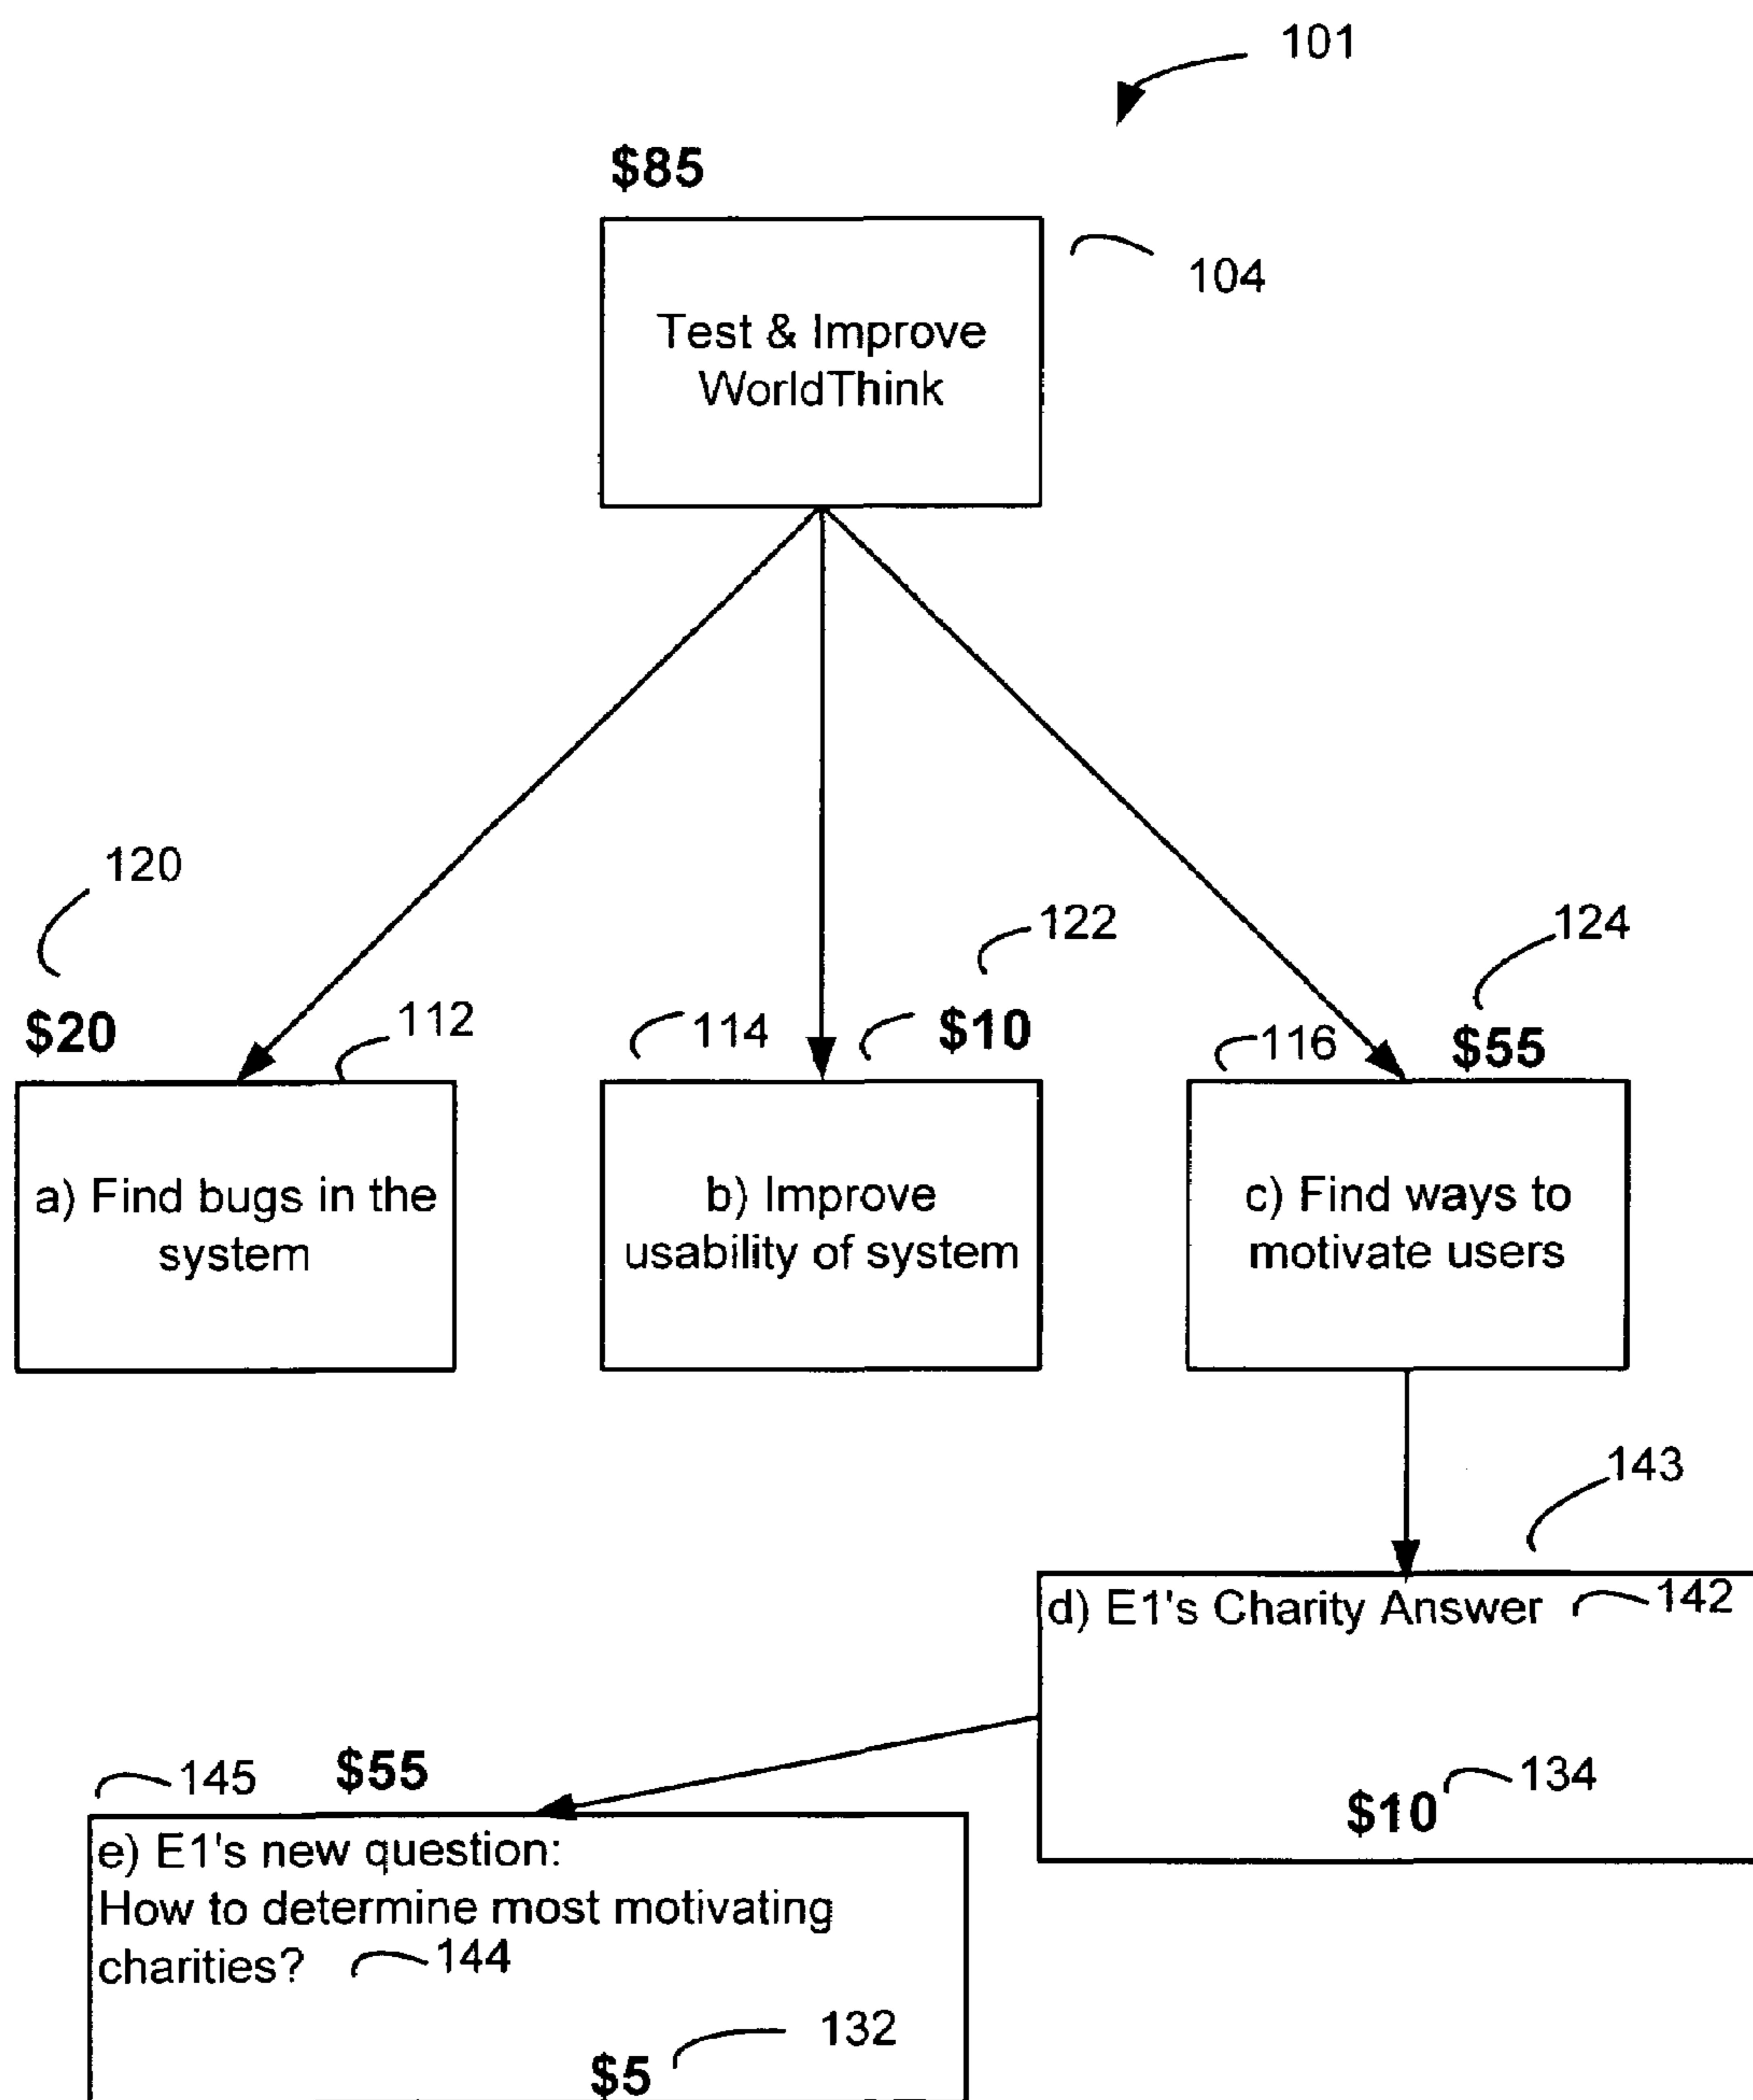 101
$85
104
Test & Improve
WorldThink
120
122
124
$20
112
114
$10
116
$55
a) Find bugs in the
system
b) Improve
usability of system
c) Find ways to
motivate users
143
d) E1's Charity Answer
142
134
$10
145
$55
e) E1's new question:
How to determine most motivating
charities?
144
132
$5